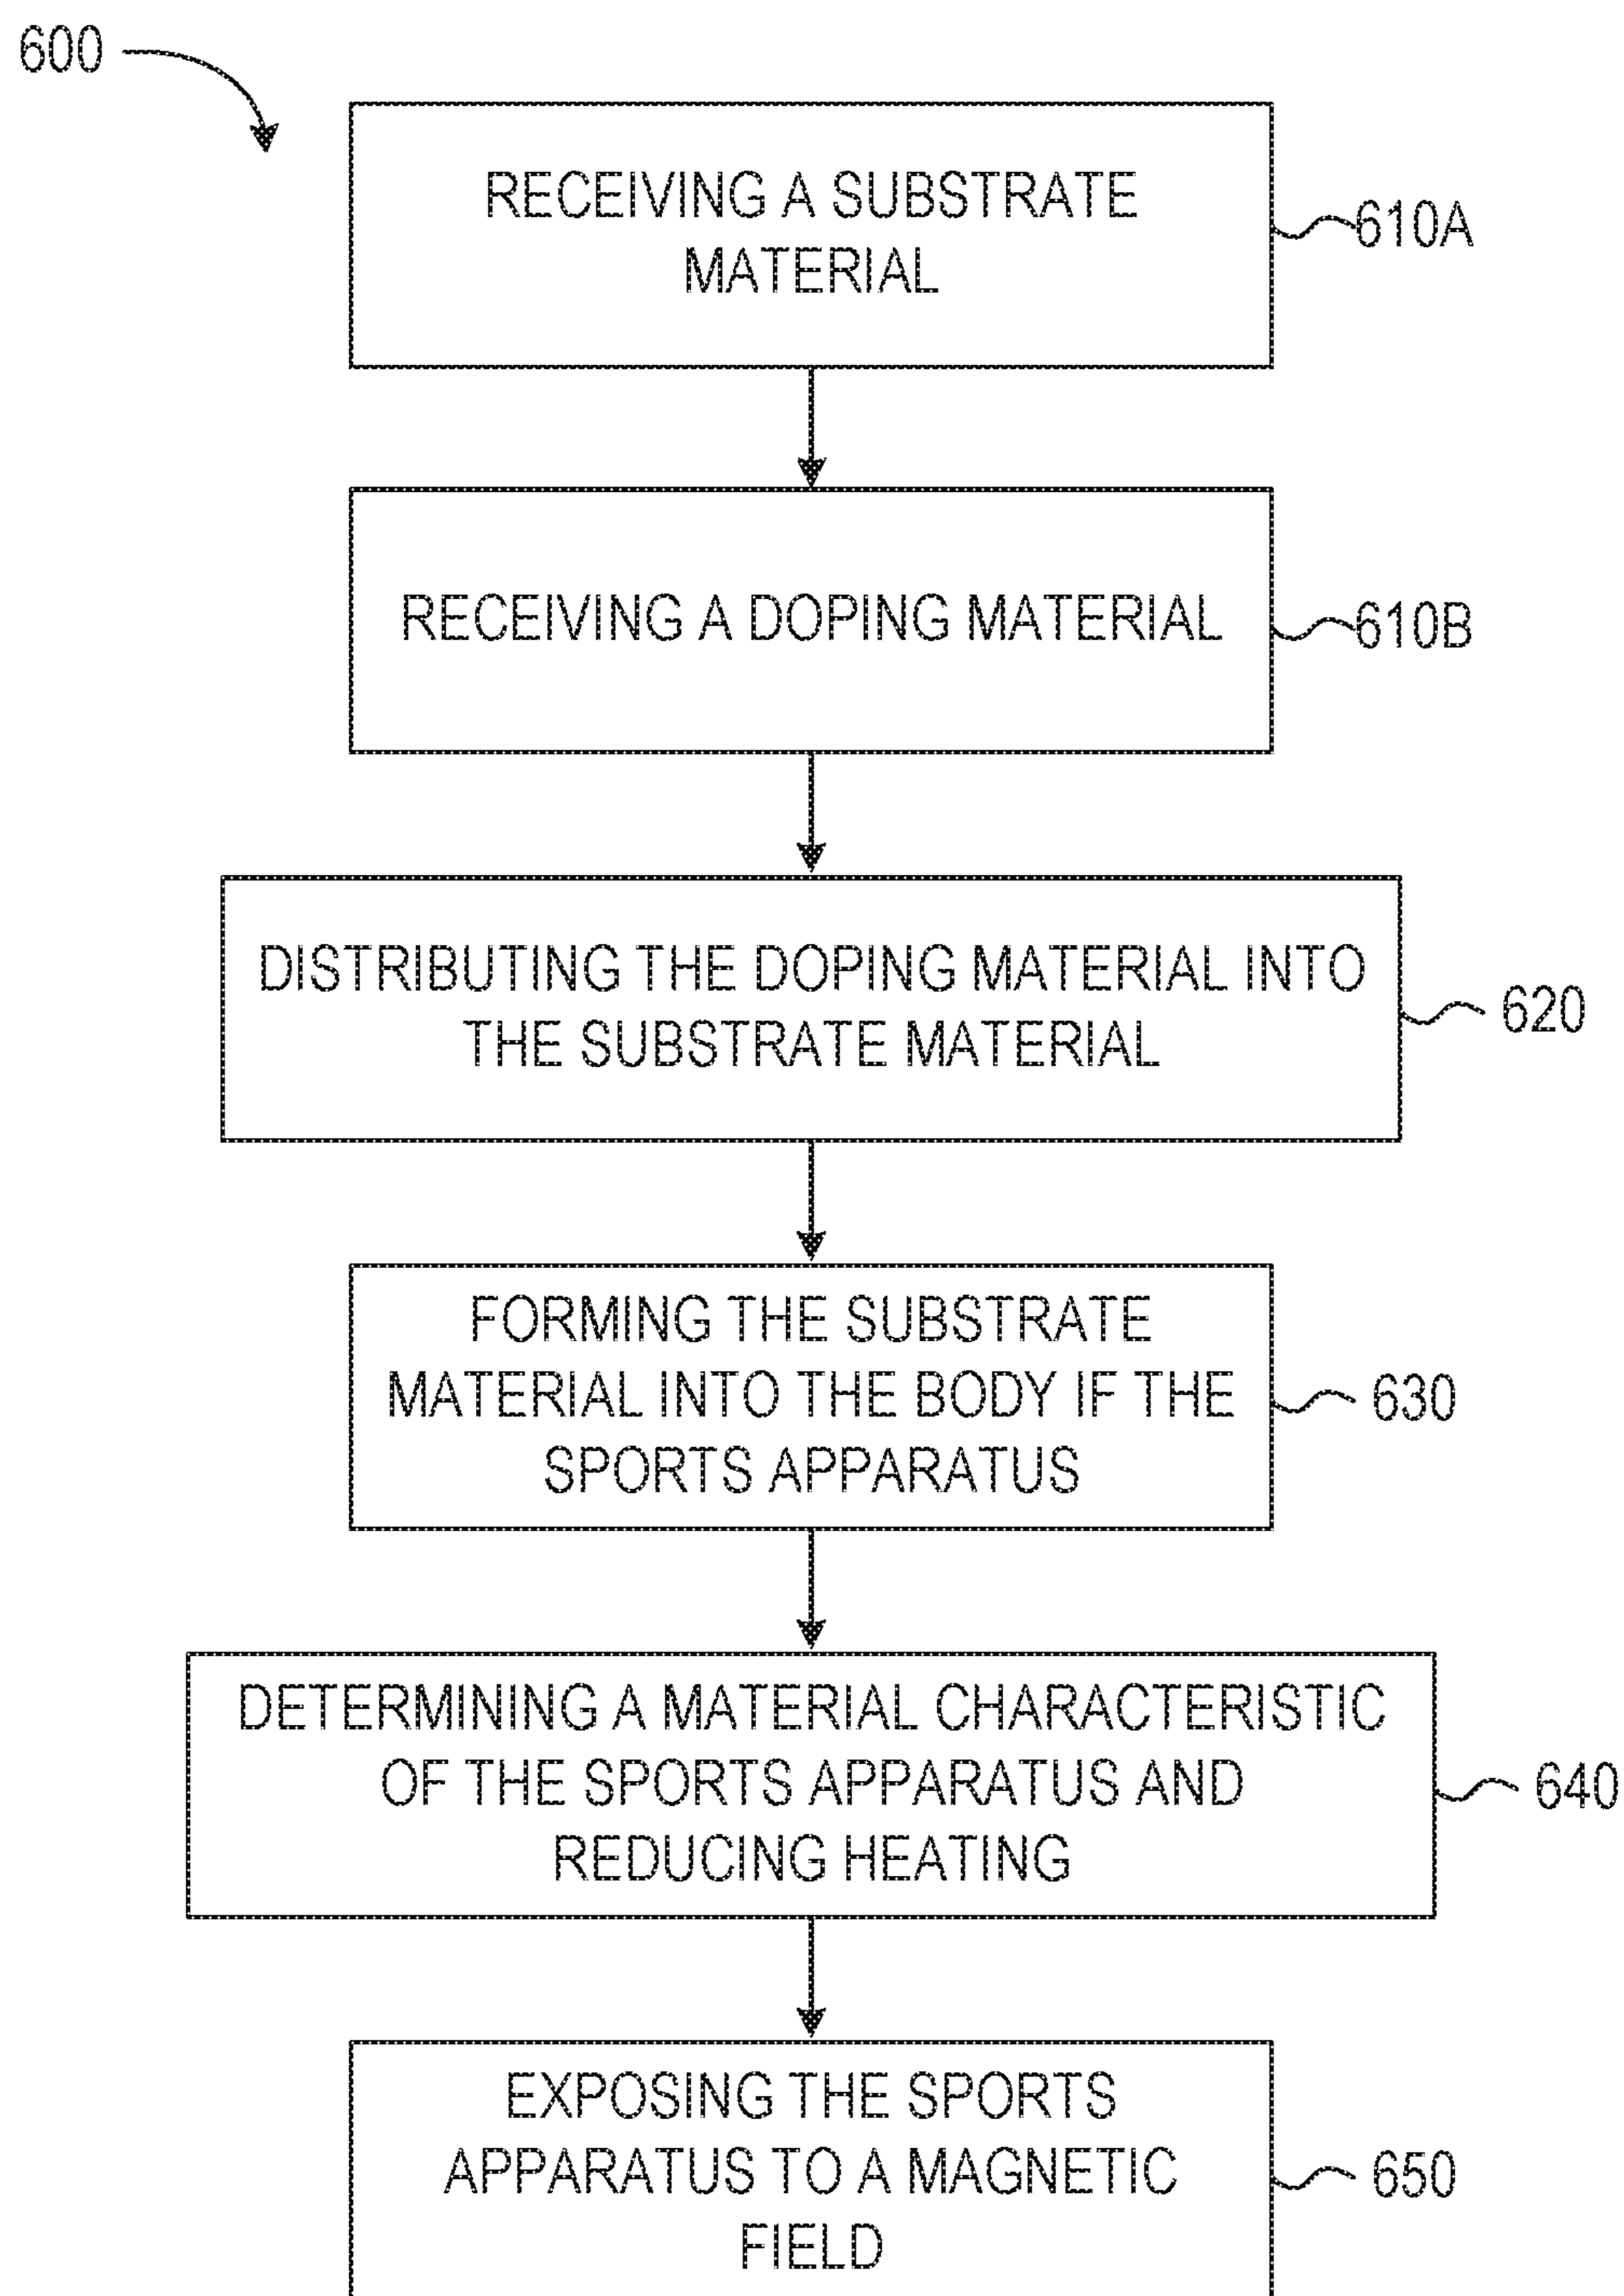 600
RECEIVING A SUBSTRATE
MATERIAL
610A
RECEIVING A DOPING MATERIAL
610B
DISTRIBUTING THE DOPING MATERIAL INTO
THE SUBSTRATE MATERIAL
620
FORMING THE SUBSTRATE
MATERIAL INTO THE BODY IF THE
SPORTS APPARATUS
630
DETERMINING A MATERIAL CHARACTERISTIC
OF THE SPORTS APPARATUS AND
REDUCING HEATING
640
EXPOSING THE SPORTS
APPARATUS TO A MAGNETIC
FIELD
650